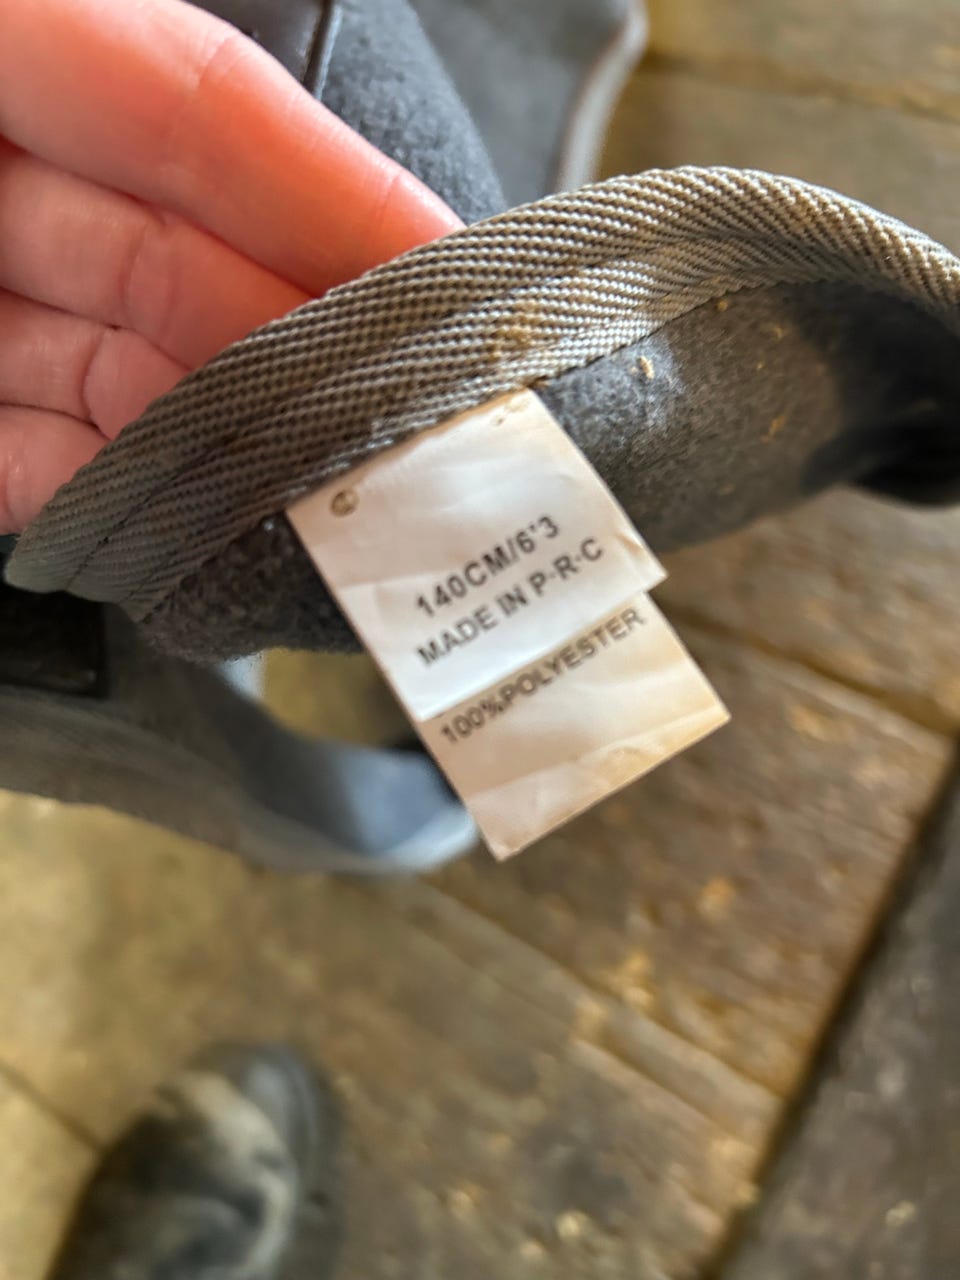 140CM/6'3
MADE IN P·R·C
100%POLYESTER